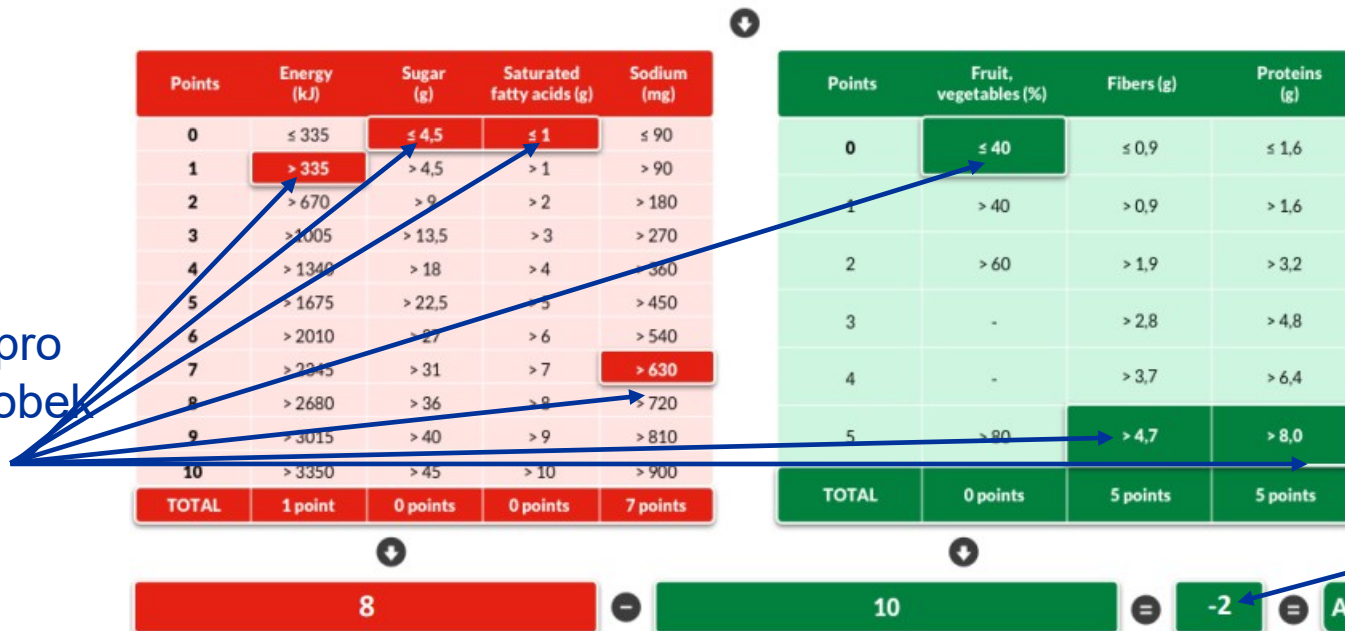 Points Energy (kJ) Sugar (g) Saturated fatty acids (g) Sodium (mg)
0 ≤ 335 ≤ 4,5 ≤ 1 ≤ 90
1 > 335 > 4,5 > 1 > 90
2 > 670 > 9 > 2 > 180
3 >1005 > 13,5 > 3 > 270
4 > 1340 > 18 > 4 > 360
5 > 1675 > 22,5 > 5 > 450
6 > 2010 > 27 > 6 > 540
7 > 2345 > 31 > 7 > 630
8 > 2680 > 36 > 8 > 720
9 > 3015 > 40 > 9 > 810
10 > 3350 > 45 > 10 > 900
TOTAL 1 point 0 points 0 points 7 points
Points Fruit, vegetables (%) Fibers (g) Proteins (g)
0 ≤ 40 ≤ 0,9 ≤ 1,6
1 > 40 > 0,9 > 1,6
2 > 60 > 1,9 > 3,2
3 - > 2,8 > 4,8
4 - > 3,7 > 6,4
5 > 80 > 4,7 > 8,0
TOTAL 0 points 5 points 5 points
pro
obek
8 - 10 = -2 = A